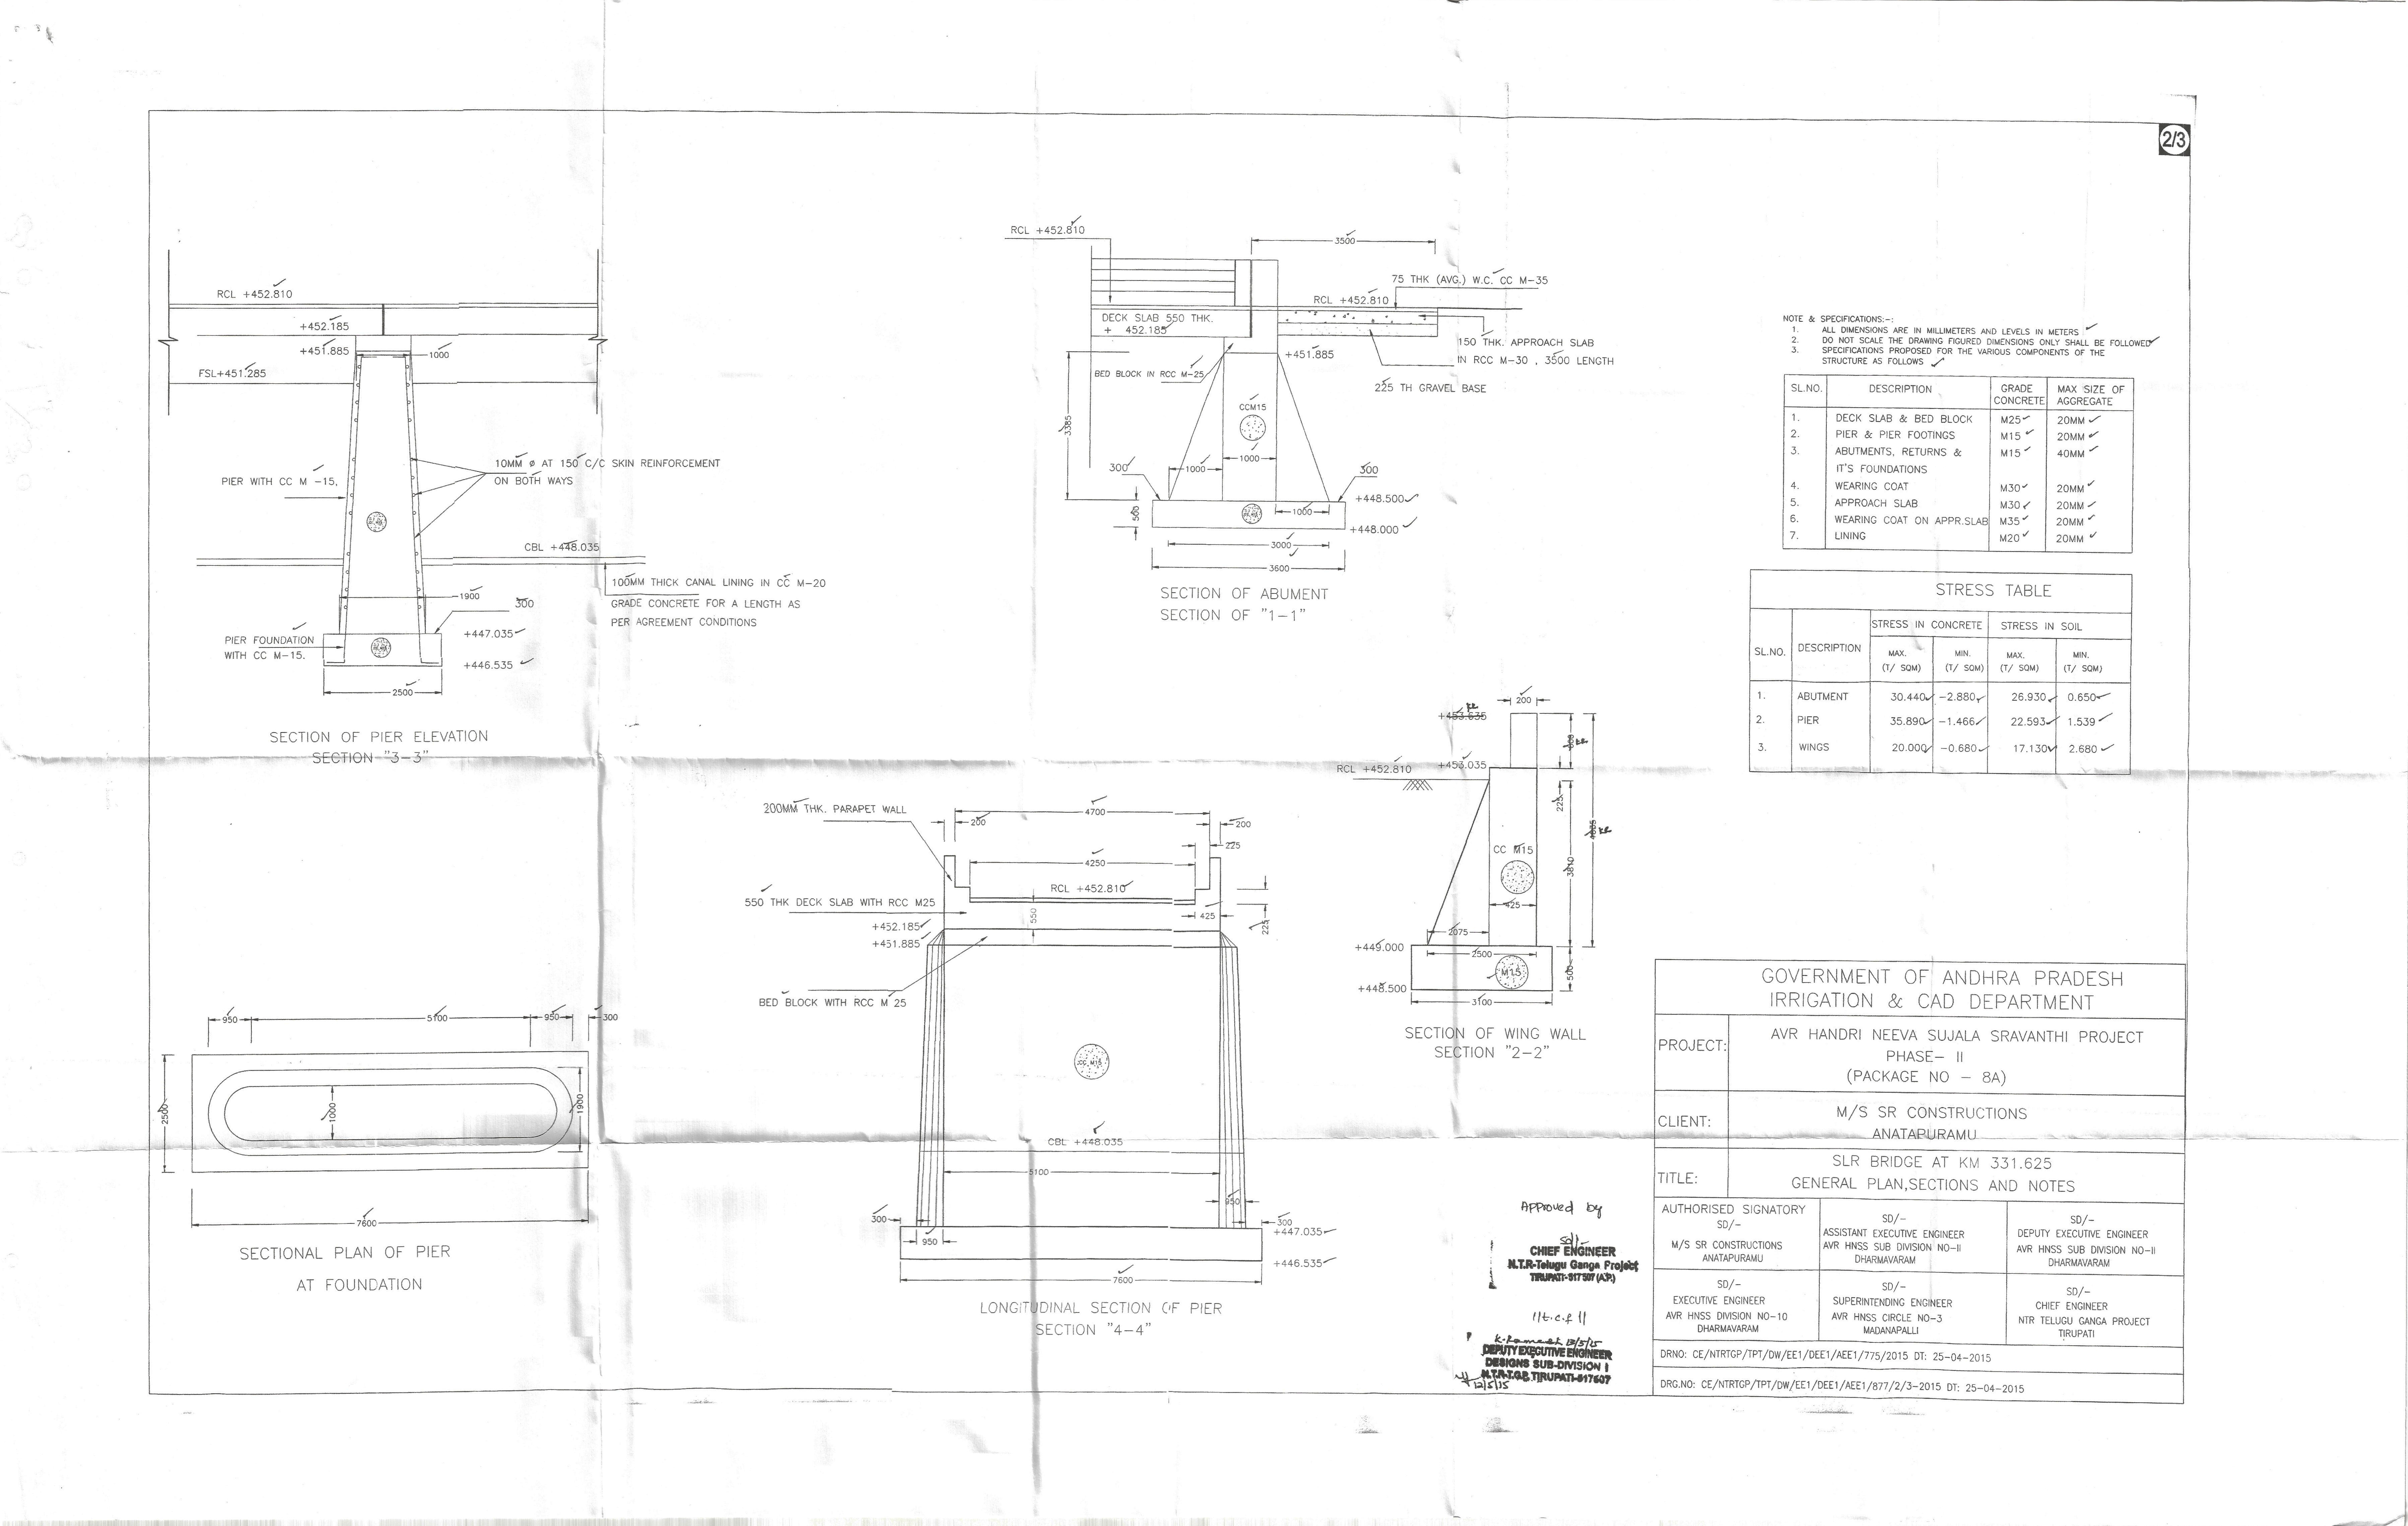 2/3
RCL +452.810
+452.185
+451.885
1000
FSL+451.285
10MM ø AT 150 C/C SKIN REINFORCEMENT
ON BOTH WAYS
PIER WITH CC M -15.
CBL +448.035
100MM THICK CANAL LINING IN CC M-20
GRADE CONCRETE FOR A LENGTH AS
PER AGREEMENT CONDITIONS
1900
300
PIER FOUNDATION
WITH CC M-15.
+447.035
+446.535
2500
SECTION OF PIER ELEVATION
SECTION "3-3"
RCL +452.810
3500
75 THK (AVG.) W.C. CC M-35
RCL +452.810
DECK SLAB 550 THK.
+ 452.185
150 THK. APPROACH SLAB
IN RCC M-30 , 3500 LENGTH
+451.885
BED BLOCK IN RCC M-25
225 TH GRAVEL BASE
CCM15
3385
1000
1000
300
300
+448.500
500
1000
+448.000
3000
3600
SECTION OF ABUMENT
SECTION OF "1-1"
NOTE & SPECIFICATIONS:-:
1. ALL DIMENSIONS ARE IN MILLIMETERS AND LEVELS IN METERS
2. DO NOT SCALE THE DRAWING FIGURED DIMENSIONS ONLY SHALL BE FOLLOWED
3. SPECIFICATIONS PROPOSED FOR THE VARIOUS COMPONENTS OF THE
STRUCTURE AS FOLLOWS
SL.NO. DESCRIPTION GRADE CONCRETE MAX SIZE OF AGGREGATE
1. DECK SLAB & BED BLOCK M25 20MM
2. PIER & PIER FOOTINGS M15 20MM
3. ABUTMENTS, RETURNS & M15 40MM
IT'S FOUNDATIONS
4. WEARING COAT M30 20MM
5. APPROACH SLAB M30 20MM
6. WEARING COAT ON APPR.SLAB M35 20MM
7. LINING M20 20MM
STRESS TABLE
SL.NO. DESCRIPTION STRESS IN CONCRETE STRESS IN SOIL
MAX. (T/ SQM) MIN. (T/ SQM) MAX. (T/ SQM) MIN. (T/ SQM)
1. ABUTMENT 30.440 -2.880 26.930 0.650
2. PIER 35.890 -1.466 22.593 1.539
3. WINGS 20.000 -0.680 17.130 2.680
200
+453.635
RCL +452.810
+453.035
225
CC M15
3810
425
2075
+449.000
2500
M15
500
+448.500
3100
SECTION OF WING WALL
SECTION "2-2"
200MM THK. PARAPET WALL
4700
200
200
225
4250
RCL +452.810
550 THK DECK SLAB WITH RCC M25
550
425
225
+452.185
+451.885
BED BLOCK WITH RCC M 25
CC M15
CBL +448.035
5100
950
300
300
950
+447.035
+446.535
7600
LONGITUDINAL SECTION OF PIER
SECTION "4-4"
950
5100
950
300
2500
1000
1900
7600
SECTIONAL PLAN OF PIER
AT FOUNDATION
Approved by
Sd/-
CHIEF ENGINEER
N.T.R-Telugu Ganga Project
TIRUPATI-517507 (A.P.)
//t.c.f //
K. Ramesh 12/5/15
DEPUTY EXECUTIVE ENGINEER
DESIGNS SUB-DIVISION I
N.T.R.T.G.P. TIRUPATI-517507
12/5/15
GOVERNMENT OF ANDHRA PRADESH
IRRIGATION & CAD DEPARTMENT
PROJECT: AVR HANDRI NEEVA SUJALA SRAVANTHI PROJECT
PHASE- II
(PACKAGE NO - 8A)
CLIENT: M/S SR CONSTRUCTIONS
ANATAPURAMU
TITLE: SLR BRIDGE AT KM 331.625
GENERAL PLAN,SECTIONS AND NOTES
AUTHORISED SIGNATORY
SD/-
M/S SR CONSTRUCTIONS
ANATAPURAMU
SD/-
ASSISTANT EXECUTIVE ENGINEER
AVR HNSS SUB DIVISION NO-II
DHARMAVARAM
SD/-
DEPUTY EXECUTIVE ENGINEER
AVR HNSS SUB DIVISION NO-II
DHARMAVARAM
SD/-
EXECUTIVE ENGINEER
AVR HNSS DIVISION NO-10
DHARMAVARAM
SD/-
SUPERINTENDING ENGINEER
AVR HNSS CIRCLE NO-3
MADANAPALLI
SD/-
CHIEF ENGINEER
NTR TELUGU GANGA PROJECT
TIRUPATI
DRNO: CE/NTRTGP/TPT/DW/EE1/DEE1/AEE1/775/2015 DT: 25-04-2015
DRG.NO: CE/NTRTGP/TPT/DW/EE1/DEE1/AEE1/877/2/3-2015 DT: 25-04-2015